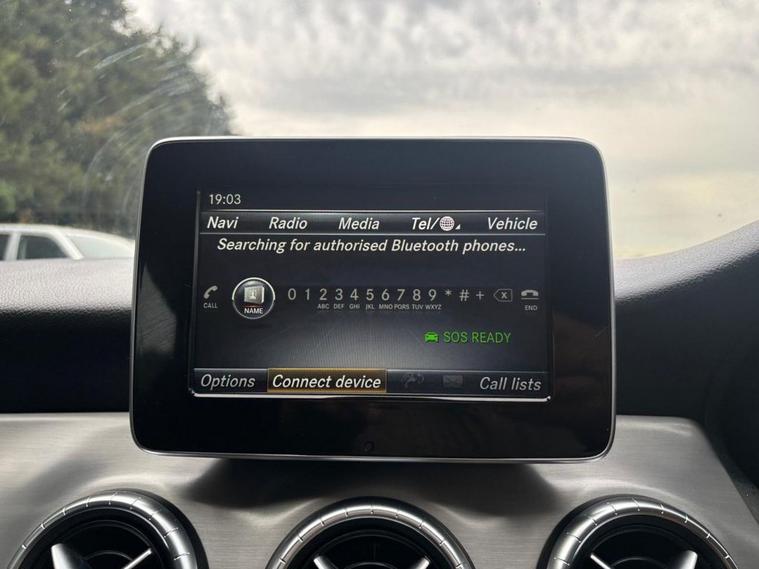 19:03
Navi Radio Media Tel/ Vehicle
Searching for authorised Bluetooth phones...
CALL NAME 0 1 2 3 4 5 6 7 8 9 * # + END
ABC DEF GHI JKL MNO PQRS TUV WXYZ
SOS READY
Options Connect device Call lists